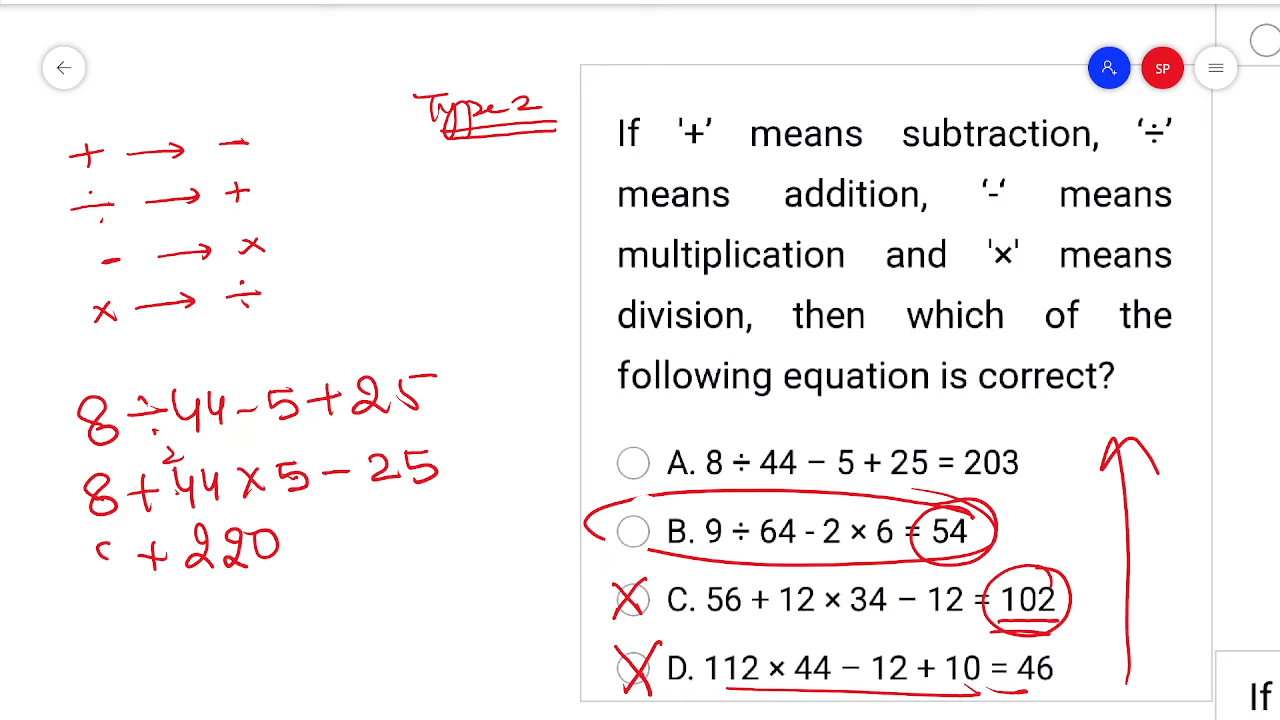 SP
Type 2
+ → -
÷ → +
- → ×
× → ÷
8 ÷ 44 - 5 + 25
2
8 + 44 × 5 - 25
+ 220
If '+' means subtraction, ‘÷’
means addition, ‘-‘ means
multiplication and '×' means
division, then which of the
following equation is correct?
A. 8 ÷ 44 – 5 + 25 = 203
B. 9 ÷ 64 - 2 × 6 = 54
C. 56 + 12 × 34 – 12 = 102
D. 112 × 44 – 12 + 10 = 46
If